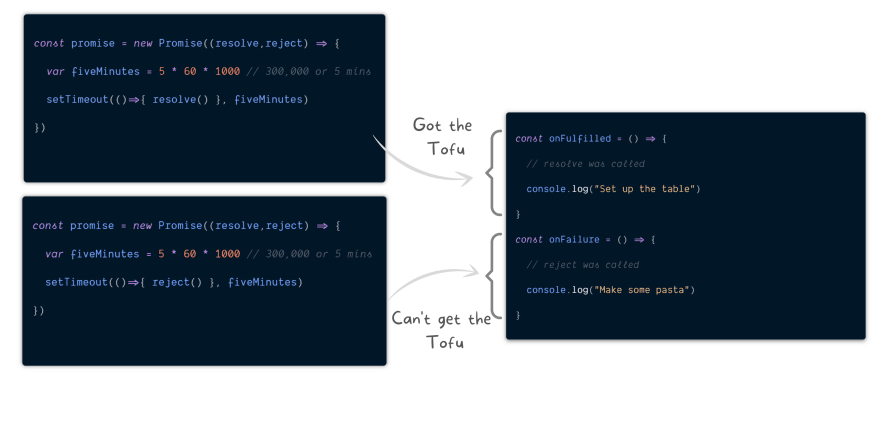 const promise = new Promise((resolve,reject) => {
var fiveMinutes = 5 * 60 * 1000 // 300,000 or 5 mins
setTimeout(()=>{ resolve() }, fiveMinutes)
})
const promise = new Promise((resolve,reject) => {
var fiveMinutes = 5 * 60 * 1000 // 300,000 or 5 mins
setTimeout(()=>{ reject() }, fiveMinutes)
})
Got the
Tofu
Can't get the
Tofu
const onFulfilled = () => {
// resolve was called
console.log("Set up the table")
}
const onFailure = () => {
// reject was called
console.log("Make some pasta")
}